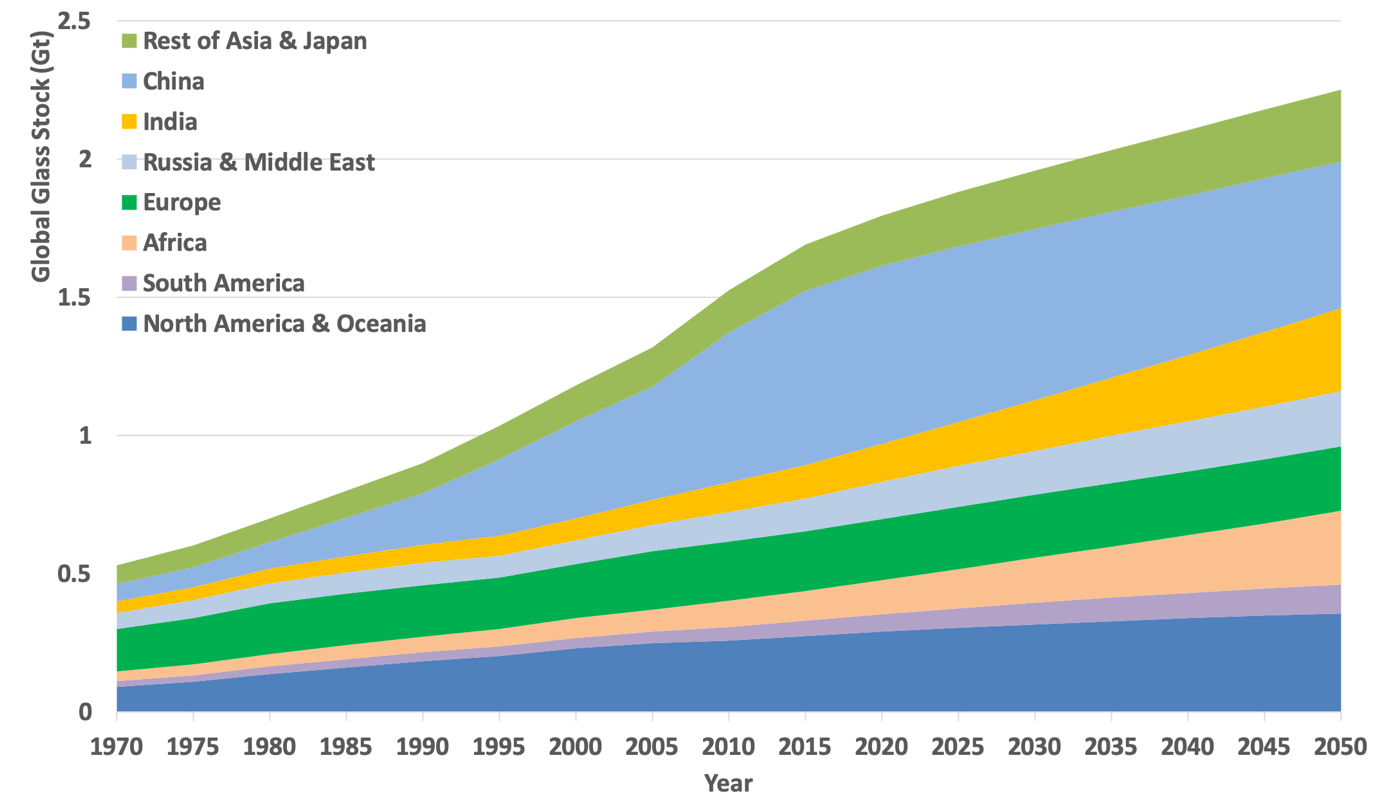 2.5
2
1.5
1
0.5
0
Global Glass Stock (Gt)
Rest of Asia & Japan
China
India
Russia & Middle East
Europe
Africa
South America
North America & Oceania
1970 1975 1980 1985 1990 1995 2000 2005 2010 2015 2020 2025 2030 2035 2040 2045 2050
Year